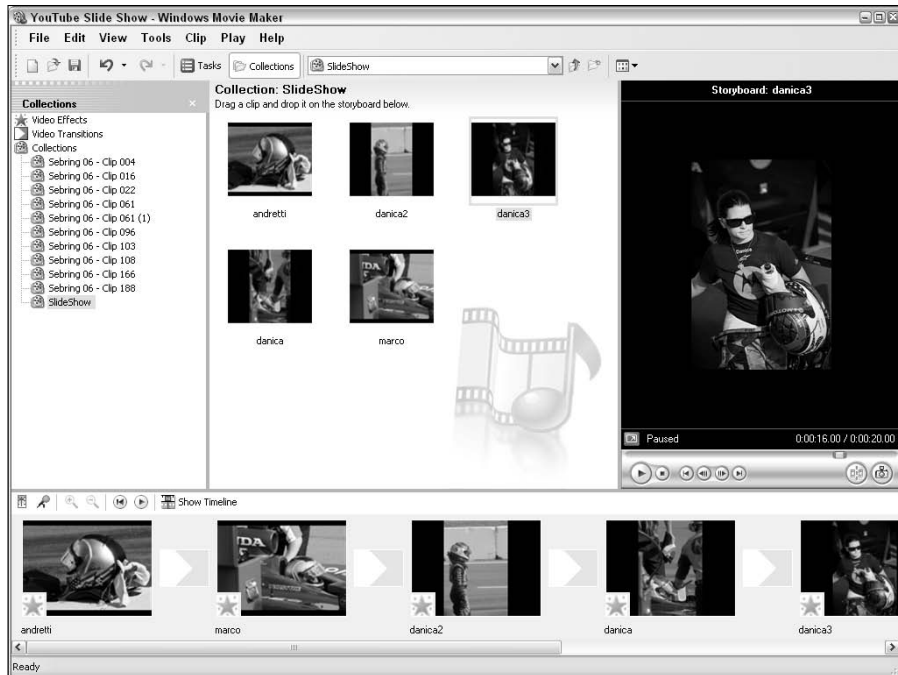 YouTube Slide Show - Windows Movie Maker
File Edit View Tools Clip Play Help
Tasks Collections SlideShow
Collections
Video Effects
Video Transitions
Collections
Sebring 06 - Clip 004
Sebring 06 - Clip 016
Sebring 06 - Clip 022
Sebring 06 - Clip 061
Sebring 06 - Clip 061 (1)
Sebring 06 - Clip 096
Sebring 06 - Clip 103
Sebring 06 - Clip 108
Sebring 06 - Clip 166
Sebring 06 - Clip 188
SlideShow
Collection: SlideShow
Drag a clip and drop it on the storyboard below.
andretti danica2 danica3
danica marco
Storyboard: danica3
Danica
Paused 0:00:16.00 / 0:00:20.00
Show Timeline
andretti marco danica2 danica danica3
Ready